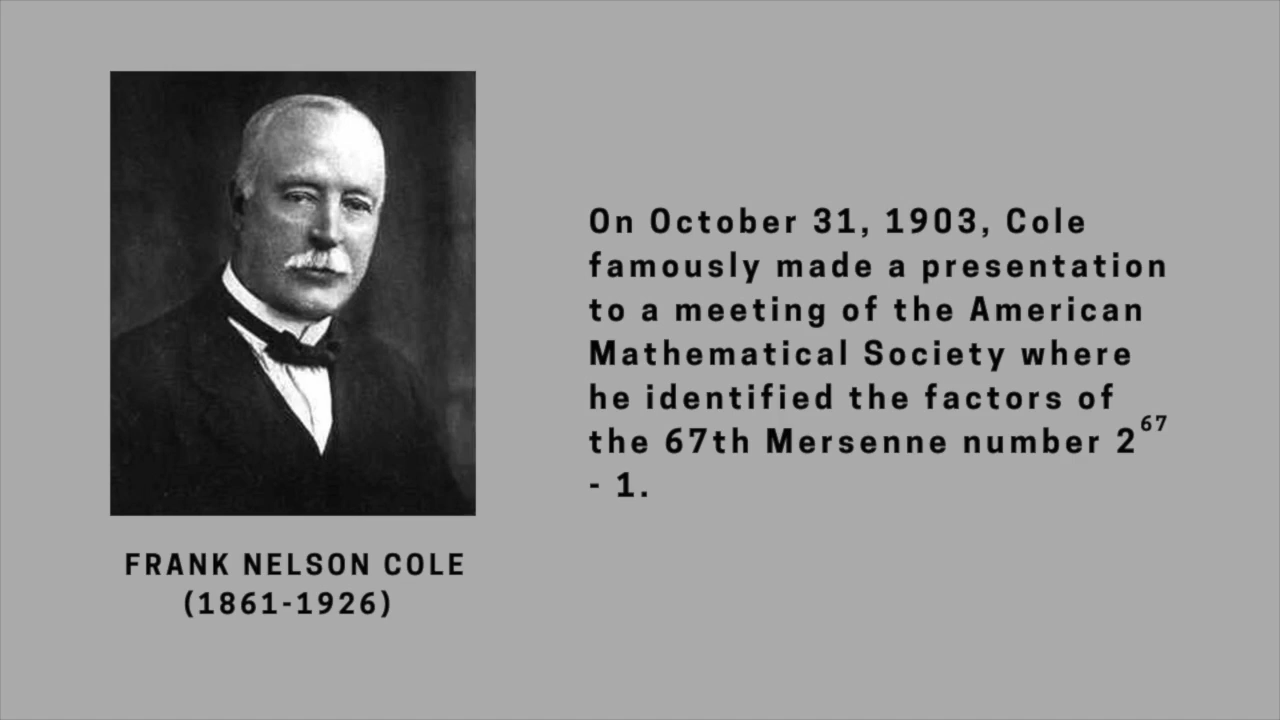 On October 31, 1903, Cole
famously made a presentation
to a meeting of the American
Mathematical Society where
he identified the factors of
the 67th Mersenne number 2⁶⁷
- 1.
FRANK NELSON COLE
(1861-1926)